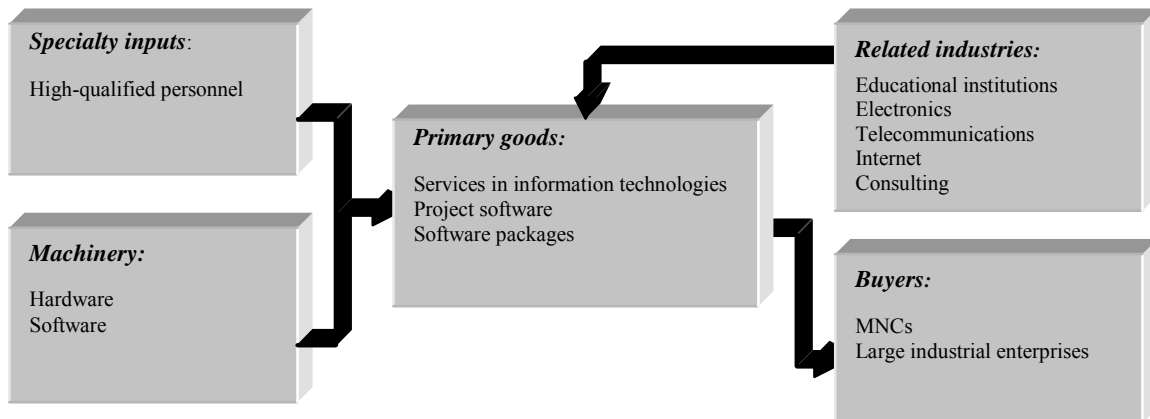 Specialty inputs:
High-qualified personnel
Machinery:
Hardware
Software
Primary goods:
Services in information technologies
Project software
Software packages
Related industries:
Educational institutions
Electronics
Telecommunications
Internet
Consulting
Buyers:
MNCs
Large industrial enterprises